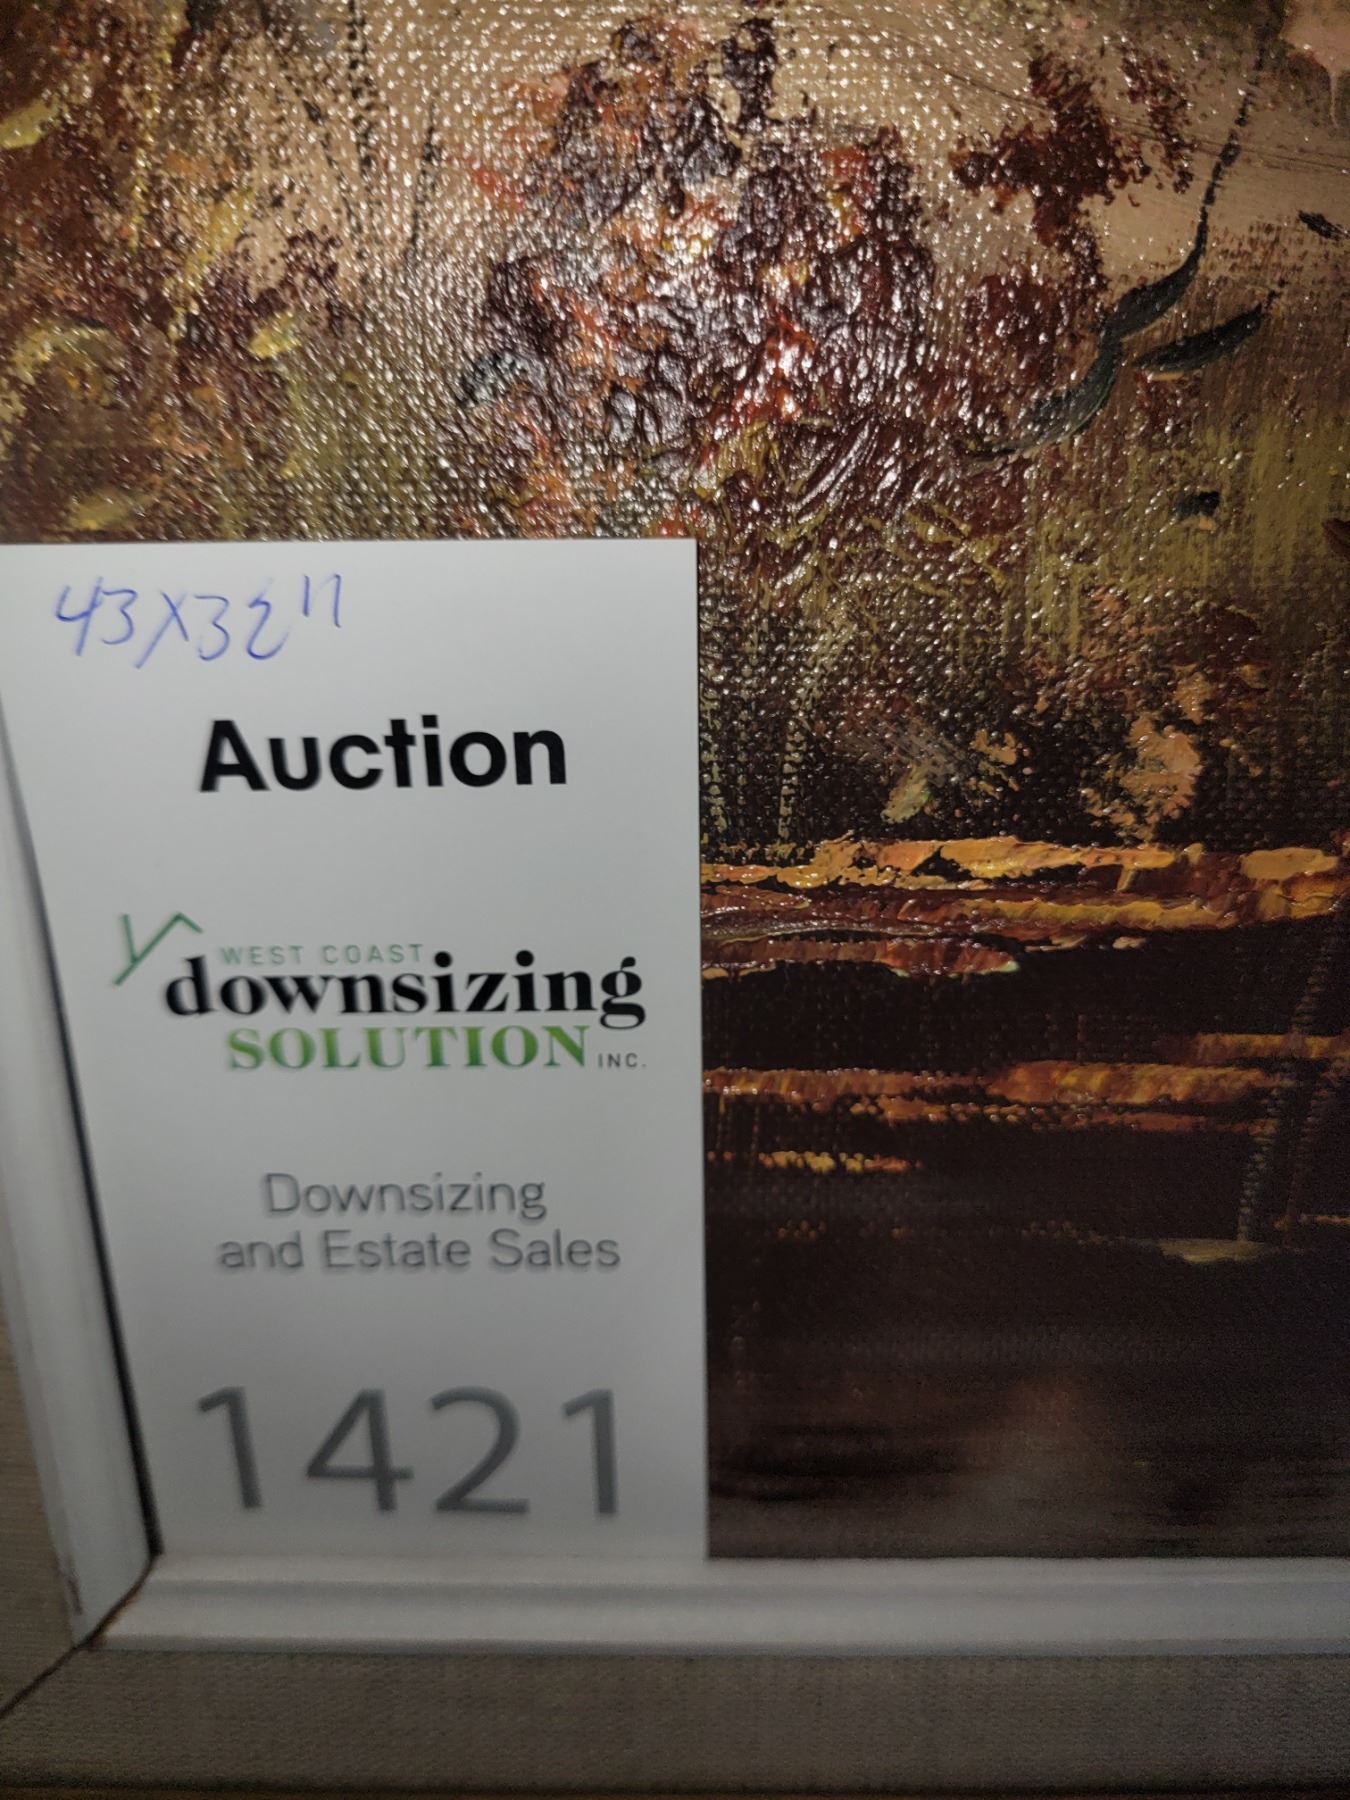 43X32"
Auction
WEST COAST
downsizing
SOLUTION INC.
Downsizing
and Estate Sales
1421